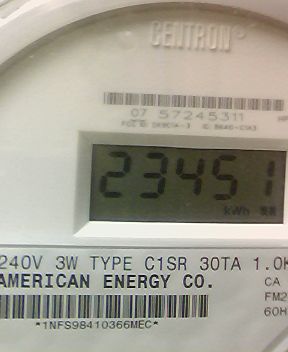 CENTRON®
07 57245311
23451
kWh
240V 3W TYPE C1SR 30TA 1.0K
AMERICAN ENERGY CO.
CA
FM2
60H
*1NFS98410366MEC*